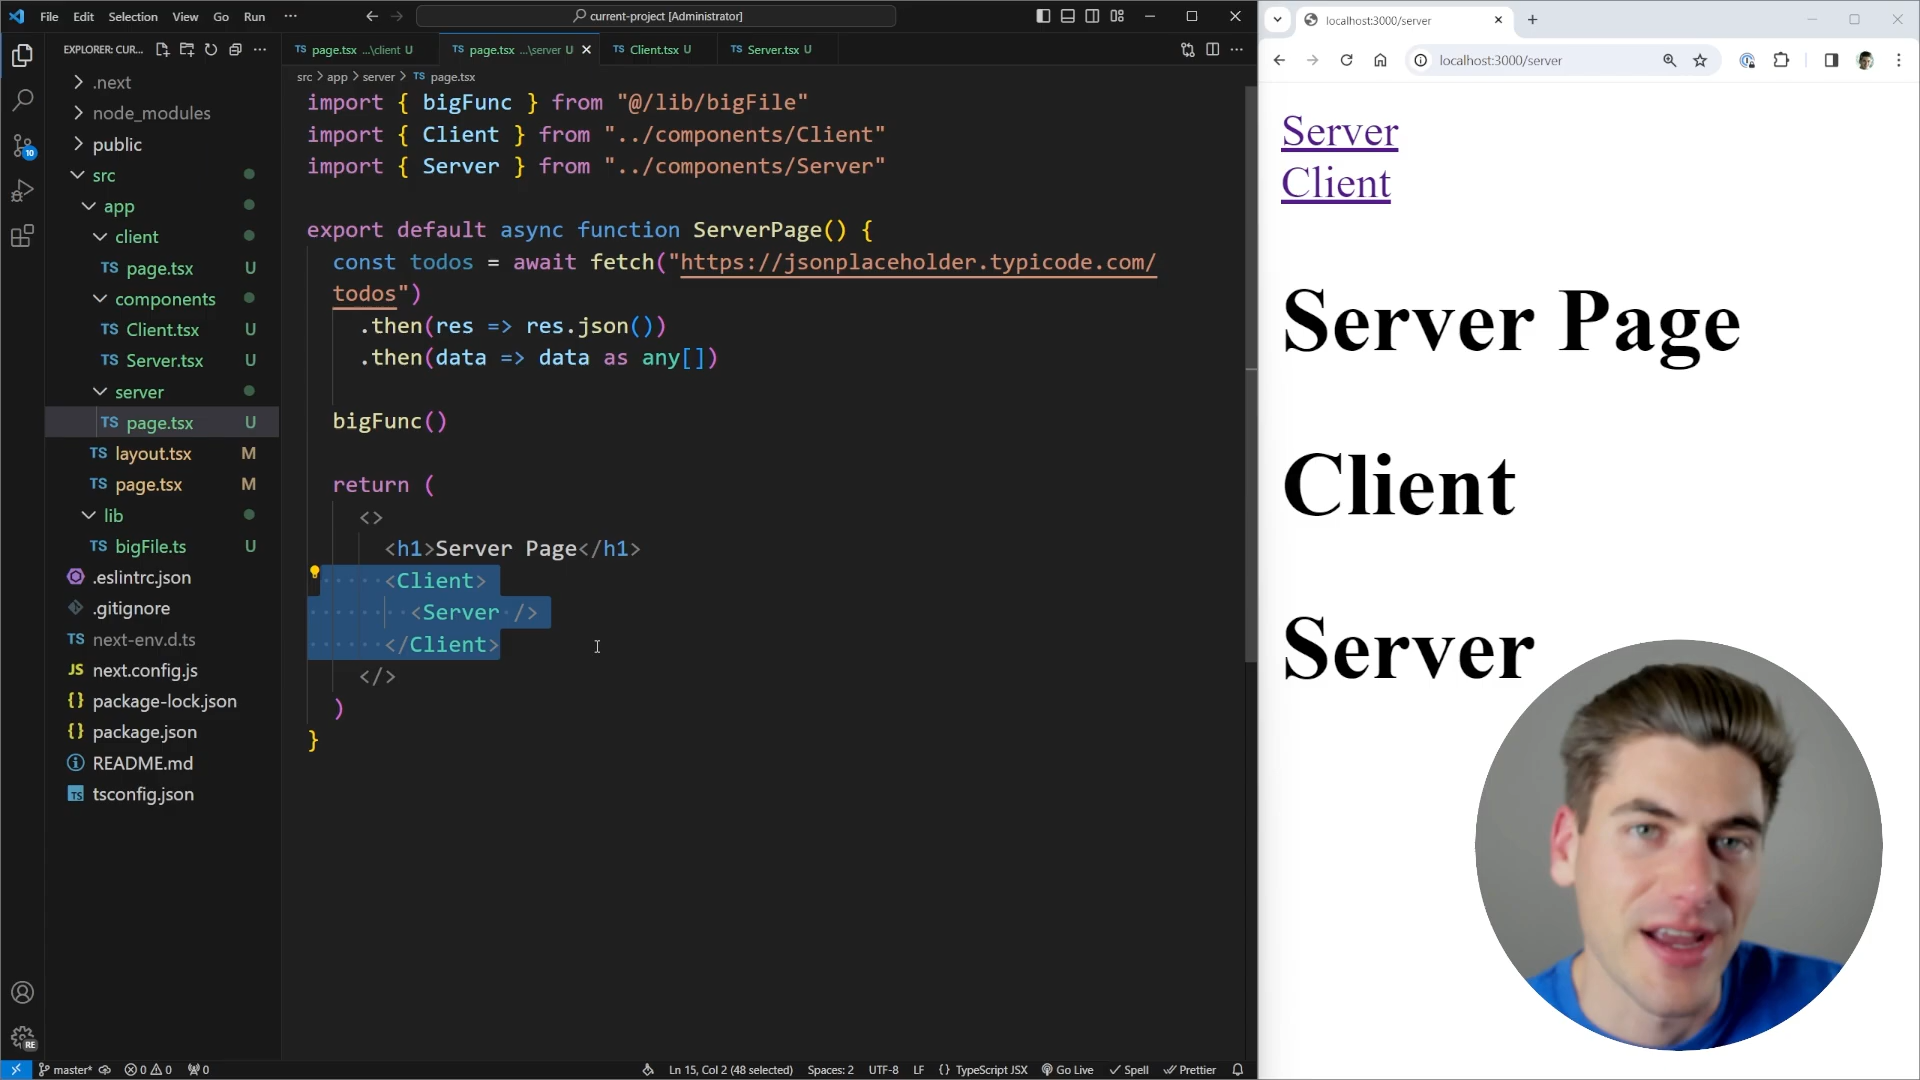 File Edit Selection View Go Run ···
current-project [Administrator]
EXPLORER: CUR...
page.tsx ...\client U
page.tsx ...\server U
Client.tsx U
Server.tsx U
src > app > server > page.tsx
.next
node_modules
public
src
app
client
page.tsx U
components
Client.tsx U
Server.tsx U
server
page.tsx U
layout.tsx M
page.tsx M
lib
bigFile.ts U
.eslintrc.json
.gitignore
next-env.d.ts
next.config.js
package-lock.json
package.json
README.md
tsconfig.json
10
RE
import { bigFunc } from "@/lib/bigFile"
import { Client } from "../components/Client"
import { Server } from "../components/Server"
export default async function ServerPage() {
const todos = await fetch("https://jsonplaceholder.typicode.com/
todos")
.then(res => res.json())
.then(data => data as any[])
bigFunc()
return (
<>
<h1>Server Page</h1>
<Client>
<Server />
</Client>
</>
)
}
master* 0 0 0
Ln 15, Col 2 (48 selected) Spaces: 2 UTF-8 LF {} TypeScript JSX Go Live Spell Prettier
localhost:3000/server
localhost:3000/server
Server
Client
Server Page
Client
Server